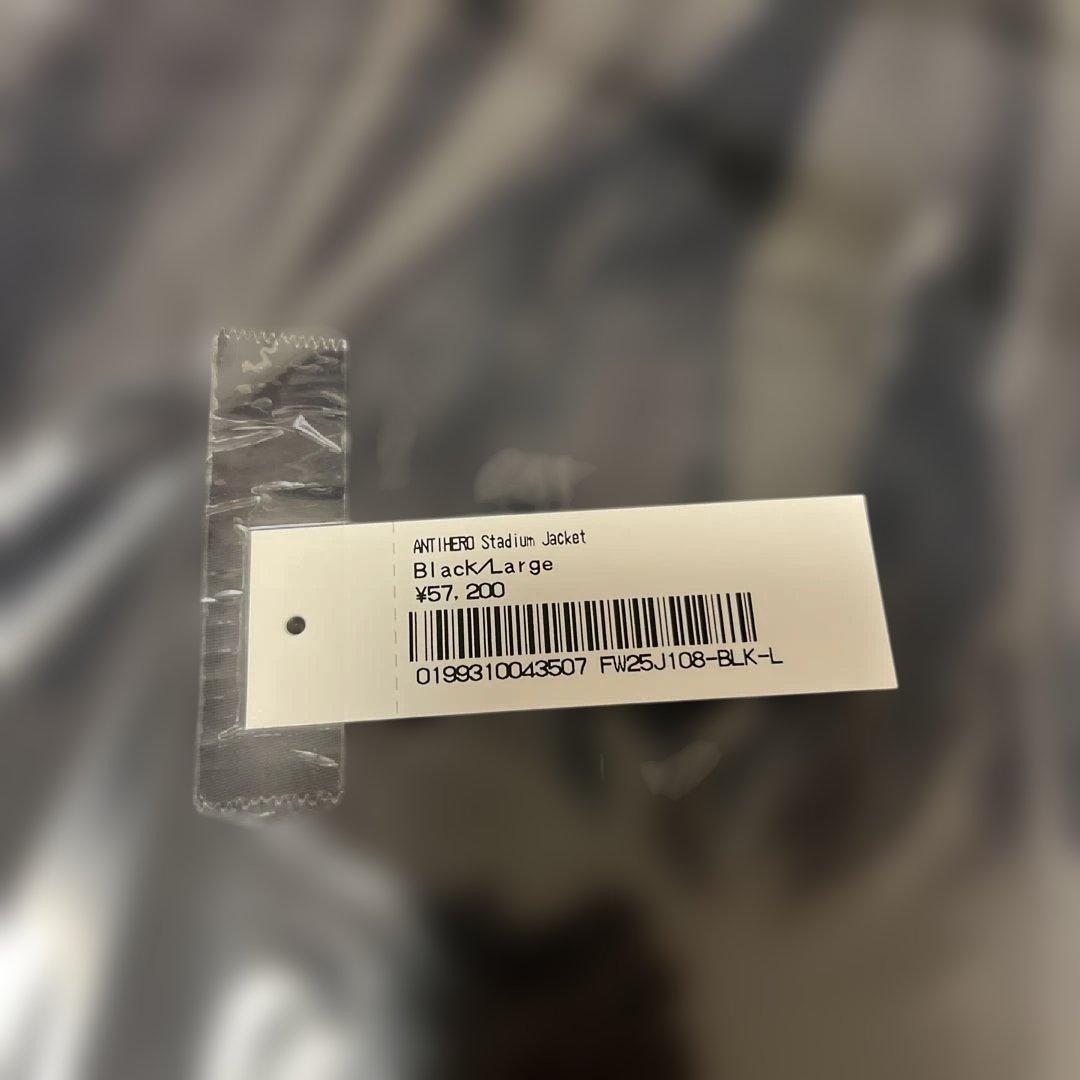 ANTIHERO Stadium Jacket
Black/Large
¥57,200
0199310043507 FW25J108-BLK-L